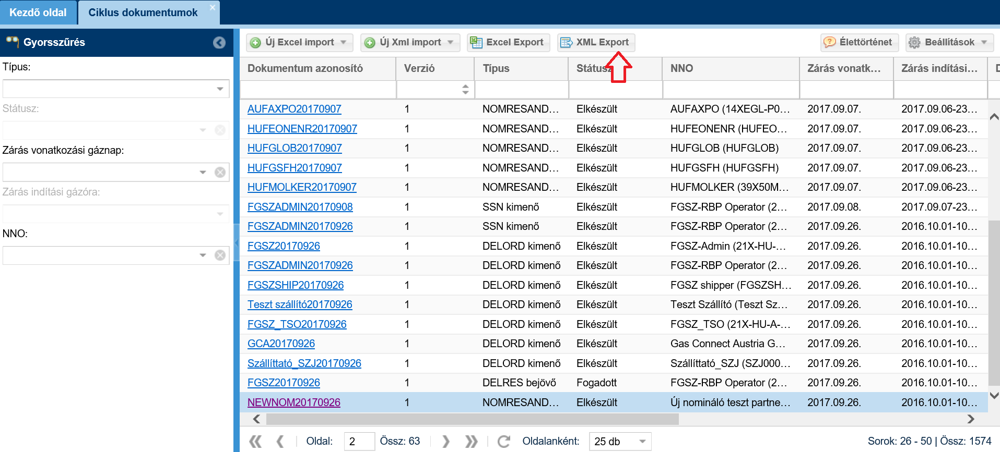 Kezdő oldal
Ciklus dokumentumok
Gyorsszűrés
Típus:
Státusz:
Zárás vonatkozási gáznap:
Zárás indítási gázóra:
NNO:
Új Excel import Új Xml import Excel Export XML Export Élettörténet Beállítások
Dokumentum azonosító Verzió Típus Státusz NNO Zárás vonatk... Zárás indítási... D
AUFAXPO20170907 1 NOMRESAND... Elkészült AUFAXPO (14XEGL-P0... 2017.09.07. 2017.09.06-23...
HUFEONENR20170907 1 NOMRESAND... Elkészült HUFEONENR (HUFEO... 2017.09.07. 2017.09.06-23...
HUFGLOB20170907 1 NOMRESAND... Elkészült HUFGLOB (HUFGLOB) 2017.09.07. 2017.09.06-23...
HUFGSFH20170907 1 NOMRESAND... Elkészült HUFGSFH (HUFGSFH) 2017.09.07. 2017.09.06-23...
HUFMOLKER20170907 1 NOMRESAND... Elkészült HUFMOLKER (39X50M... 2017.09.07. 2017.09.06-23...
FGSZADMIN20170908 1 SSN kimenő Elkészült FGSZ-RBP Operator (2... 2017.09.08. 2017.09.07-23...
FGSZADMIN20170926 1 SSN kimenő Elkészült FGSZ-RBP Operator (2... 2017.09.26. 2016.10.01-10...
FGSZ20170926 1 DELORD kimenő Elkészült FGSZ-Admin (21X-HU-... 2017.09.26. 2016.10.01-10...
FGSZADMIN20170926 1 DELORD kimenő Elkészült FGSZ-RBP Operator (2... 2017.09.26. 2016.10.01-10...
FGSZSHIP20170926 1 DELORD kimenő Elkészült FGSZ shipper (FGSZSH... 2017.09.26. 2016.10.01-10...
Teszt szállító20170926 1 DELORD kimenő Elkészült Teszt Szállító (Teszt Sz... 2017.09.26. 2016.10.01-10...
FGSZ_TSO20170926 1 DELORD kimenő Elkészült FGSZ_TSO (21X-HU-A-... 2017.09.26. 2016.10.01-10...
GCA20170926 1 DELORD kimenő Elkészült Gas Connect Austria G... 2017.09.26. 2016.10.01-10...
Szállíttató_SZJ20170926 1 DELORD kimenő Elkészült Szállíttató_SZJ (SZJ000... 2017.09.26. 2016.10.01-10...
FGSZ20170926 1 DELRES bejövő Fogadott FGSZ-RBP Operator (2... 2017.09.26. 2016.10.01-10...
NEWNOM20170926 1 NOMRESAND... Elkészült Új nomináló teszt partne... 2017.09.26. 2016.10.01-10...
Oldal: 2 Össz: 63 Oldalanként: 25 db Sorok: 26 - 50 | Össz: 1574